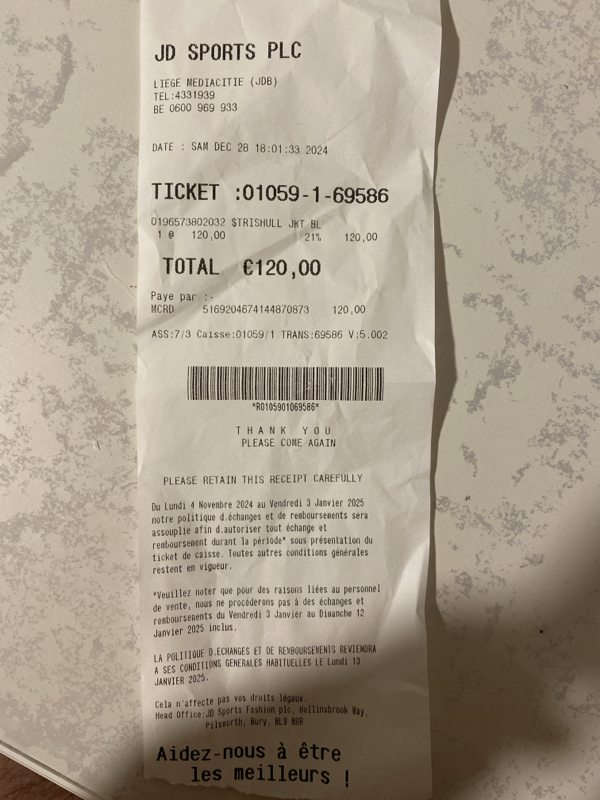 JD SPORTS PLC
LIEGE MEDIACITIE (JDB)
TEL:4331939
BE 0600 969 933
DATE : SAM DEC 28 18:01:33 2024
TICKET :01059-1-69586
0196573802032 $TRISHULL JKT BL
1 @ 120,00 21% 120,00
TOTAL €120,00
Paye par :-
MCRD 5169204674144870873 120,00
ASS:7/3 Caisse:01059/1 TRANS:69586 V:5.002
*R0105901069586*
THANK YOU
PLEASE COME AGAIN
PLEASE RETAIN THIS RECEIPT CAREFULLY
Du Lundi 4 Novembre 2024 au Vendredi 3 Janvier 2025
notre politique d.échanges et de remboursements sera
assouplie afin d.autoriser tout échange et
remboursement durant la période* sous présentation du
ticket de caisse. Toutes autres conditions générales
restent en vigueur.
*Veuillez noter que pour des raisons liées au personnel
de vente, nous ne procéderons pas à des échanges et
remboursements du Vendredi 3 Janvier au Dimanche 12
Janvier 2025 inclus.
LA POLITIQUE D.ECHANGES ET DE REMBOURSEMENTS REVIENDRA
A SES CONDITIONS GENERALES HABITUELLES LE Lundi 13
JANVIER 2025.
Cela n'affecte pas vos droits légaux.
Head Office:JD Sports Fashion plc, Hollinsbrook Way,
Pilsworth, Bury, BL9 8RR
Aidez-nous à être
les meilleurs !